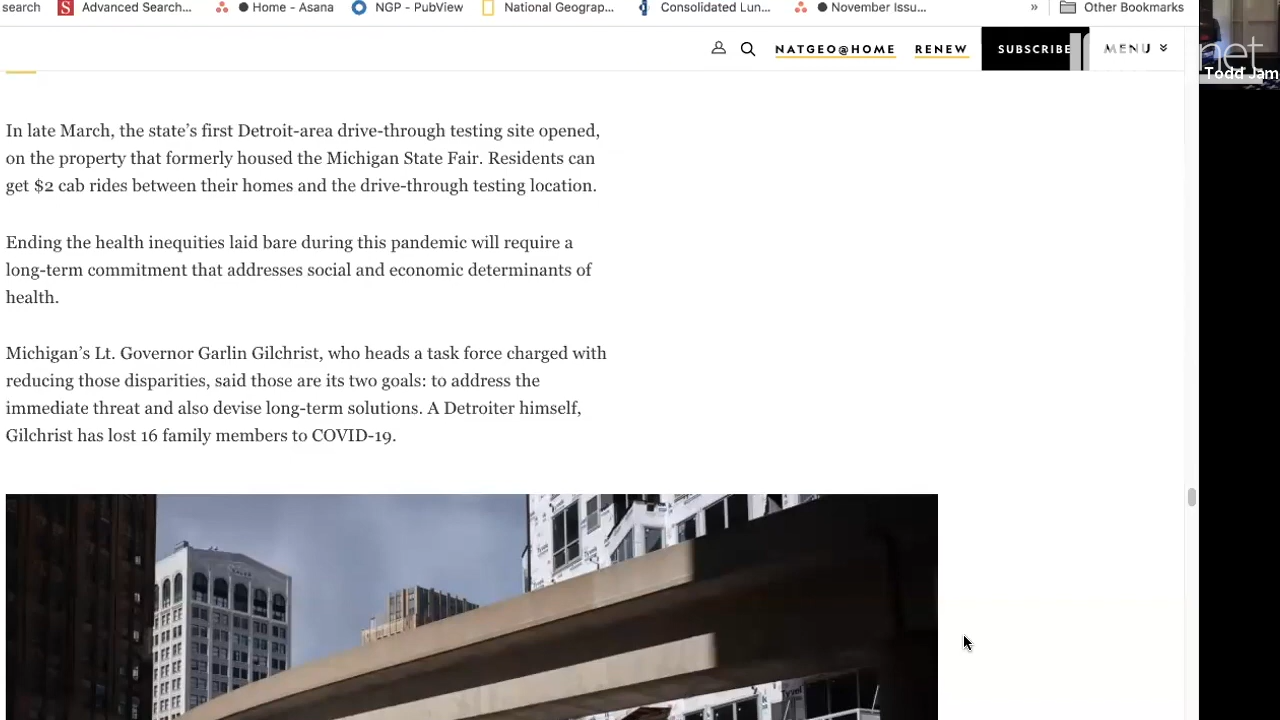 search
Advanced Search...
Home - Asana
NGP - PubView
National Geograp...
Consolidated Lun...
November Issu...
»
Other Bookmarks
NATGEO@HOME
RENEW
SUBSCRIBE
MENU
net
Todd Jam
In late March, the state’s first Detroit-area drive-through testing site opened,
on the property that formerly housed the Michigan State Fair. Residents can
get $2 cab rides between their homes and the drive-through testing location.
Ending the health inequities laid bare during this pandemic will require a
long-term commitment that addresses social and economic determinants of
health.
Michigan’s Lt. Governor Garlin Gilchrist, who heads a task force charged with
reducing those disparities, said those are its two goals: to address the
immediate threat and also devise long-term solutions. A Detroiter himself,
Gilchrist has lost 16 family members to COVID-19.